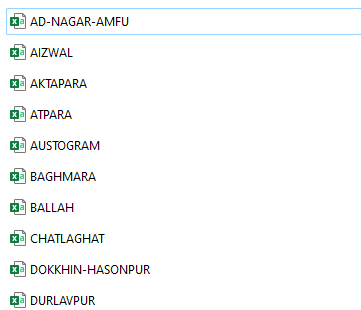 AD-NAGAR-AMFU
AIZWAL
AKTAPARA
ATPARA
AUSTOGRAM
BAGHMARA
BALLAH
CHATLAGHAT
DOKKHIN-HASONPUR
DURLAVPUR